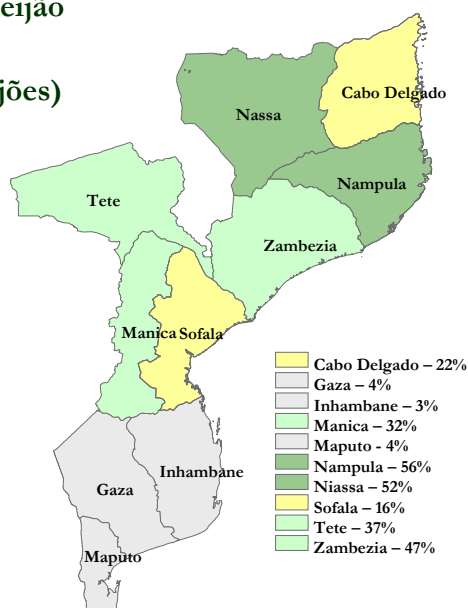 jões)
Cabo Delgado
Nassa
Nampula
Tete
Zambezia
Manica
Sofala
Inhambane
Gaza
Maputo
Cabo Delgado – 22%
Gaza – 4%
Inhambane – 3%
Manica – 32%
Maputo - 4%
Nampula – 56%
Niassa – 52%
Sofala – 16%
Tete – 37%
Zambezia – 47%